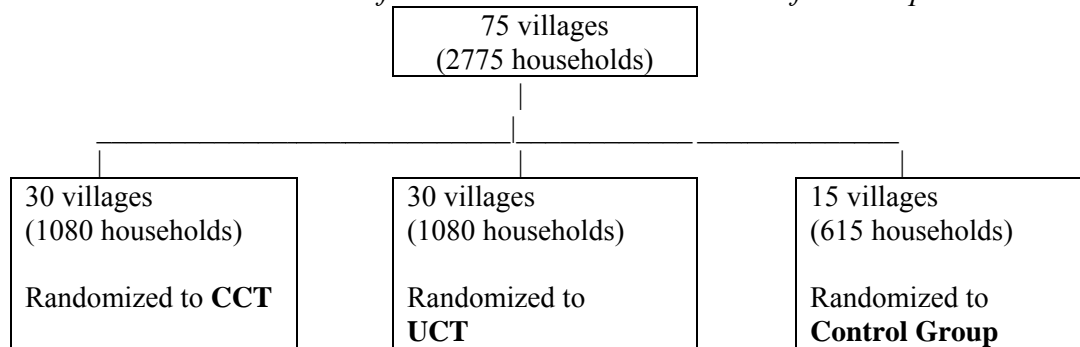 75 villages
(2775 households)
30 villages
(1080 households)
Randomized to CCT
30 villages
(1080 households)
Randomized to
UCT
15 villages
(615 households)
Randomized to
Control Group